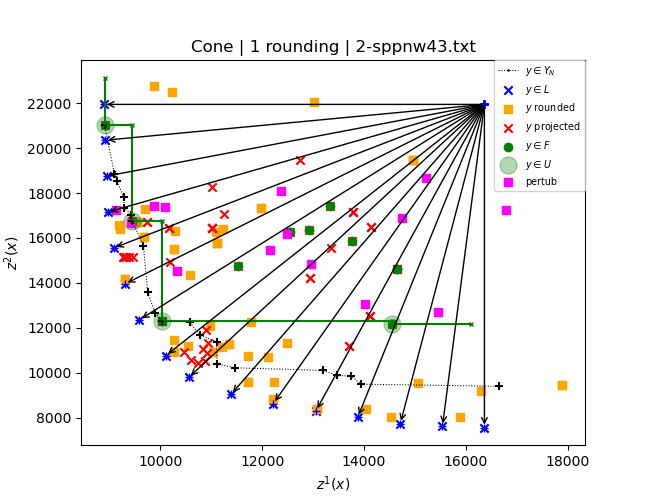 Cone | 1 rounding | 2-sppnw43.txt
z²(x)
22000
20000
18000
16000
14000
12000
10000
8000
10000 12000 14000 16000 18000
z¹(x)
y ∈ Y_N
y ∈ L
y rounded
y projected
y ∈ F
y ∈ U
pertub